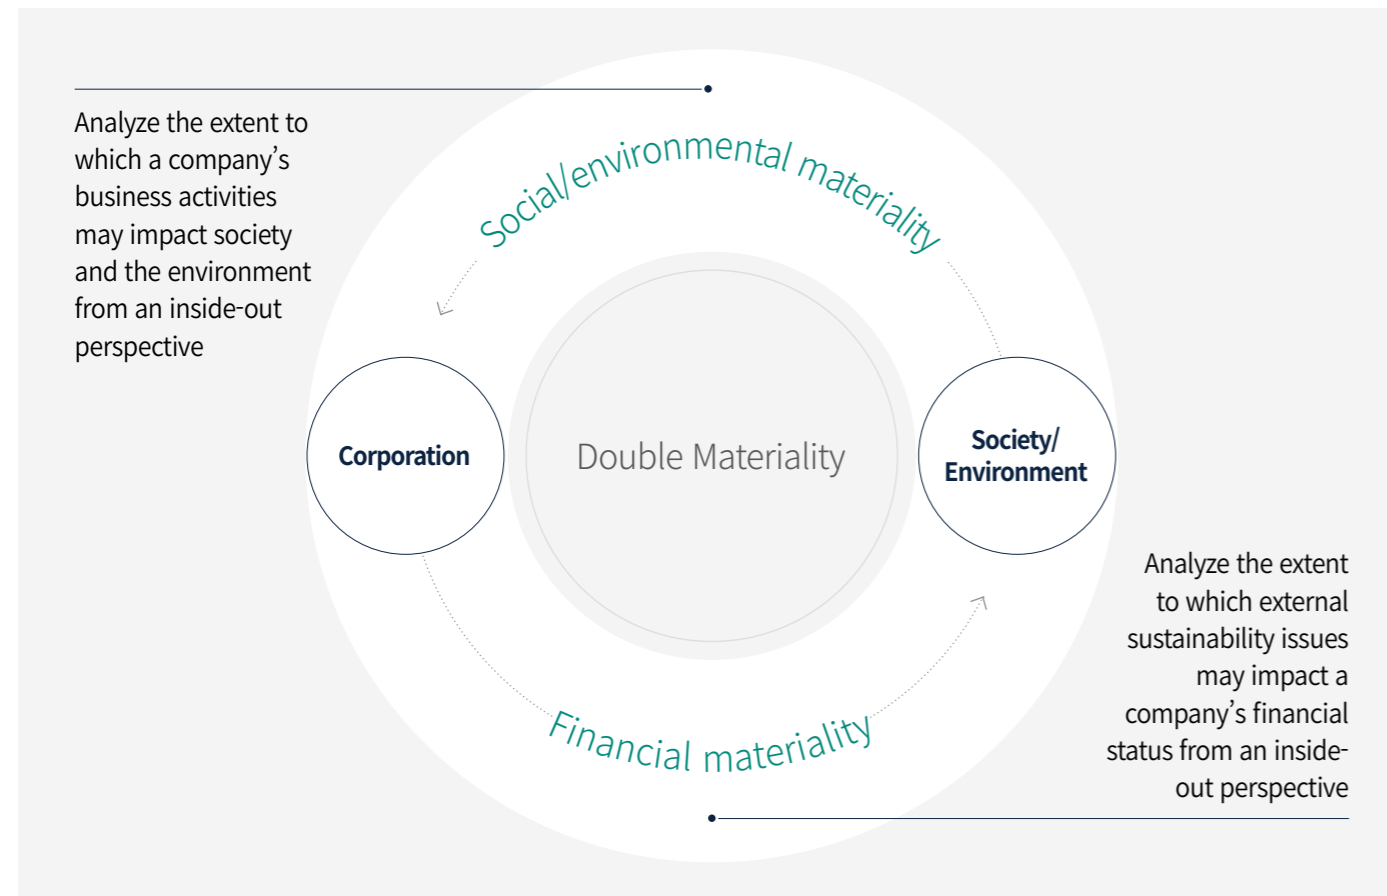 Analyze the extent to
which a company’s
business activities
may impact society
and the environment
from an inside-out
perspective
Social/environmental materiality
Corporation
Double Materiality
Society/
Environment
Financial materiality
Analyze the extent
to which external
sustainability issues
may impact a
company’s financial
status from an inside-
out perspective